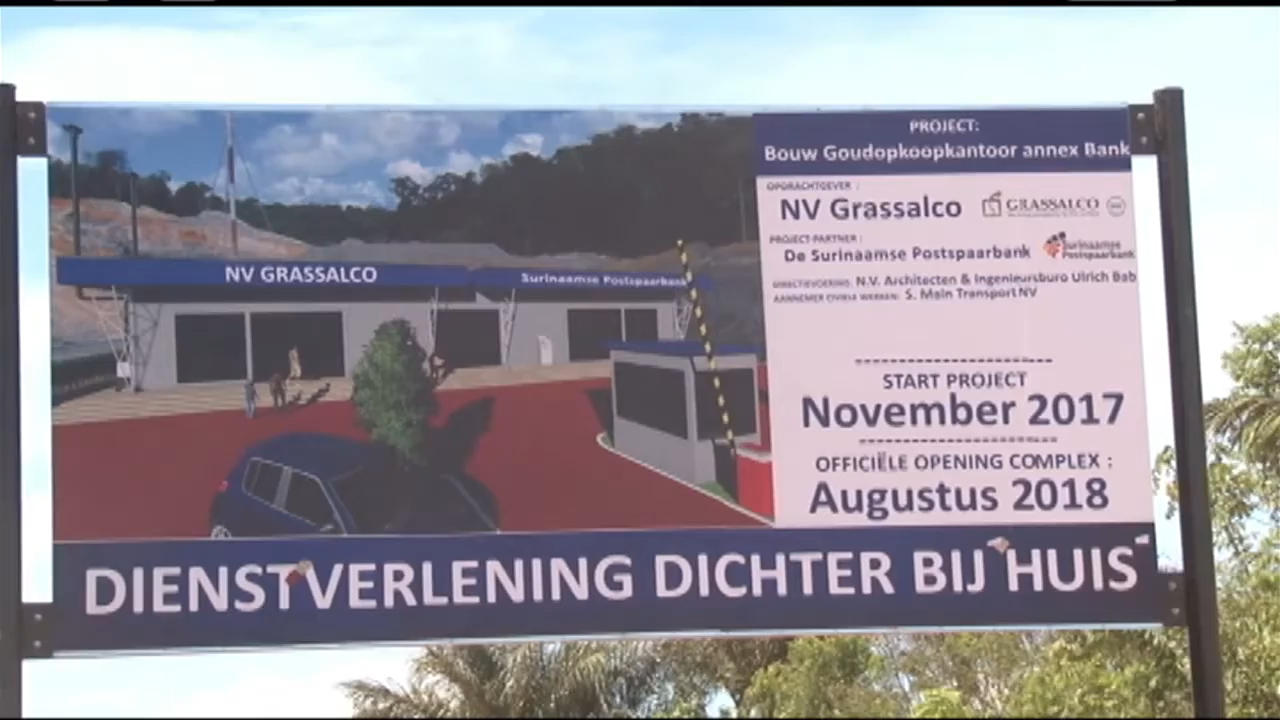 NV GRASSALCO
Surinaamse Postspaarbank
PROJECT:
Bouw Goudopkoopkantoor annex Bank
OPDRACHTGEVER :
NV Grassalco
GRASSALCO
PROJECT-PARTNER :
De Surinaamse Postspaarbank
Surinaamse
Postspaarbank
DIRECTIEVOERING: N.V. Architecten & Ingenieursburo Ulrich Bab
AANNEMER CIVIELE WERKEN: S. Main Transport NV
START PROJECT
November 2017
OFFICIËLE OPENING COMPLEX :
Augustus 2018
DIENSTVERLENING DICHTER BIJ HUIS